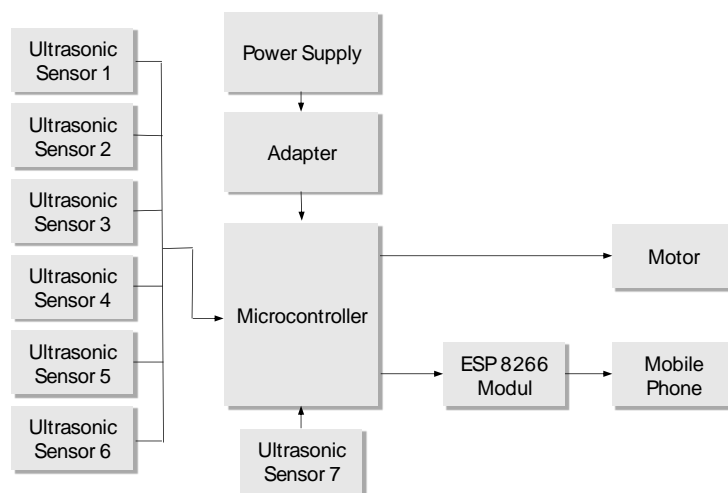 Ultrasonic
Sensor 1
Ultrasonic
Sensor 2
Ultrasonic
Sensor 3
Ultrasonic
Sensor 4
Ultrasonic
Sensor 5
Ultrasonic
Sensor 6
Power Supply
Adapter
Microcontroller
Ultrasonic
Sensor 7
Motor
ESP 8266
Modul
Mobile
Phone